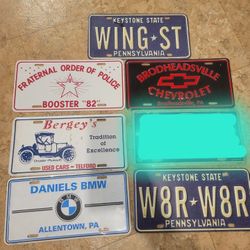 KEYSTONE STATE
WING★ST
PENNSYLVANIA
FRATERNAL ORDER OF POLICE
BOOSTER "82"
BRODHEADSVILLE
CHEVROLET
Bergey's
Tradition
of
Excellence
USED CARS - TELFORD
DANIELS BMW
ALLENTOWN, PA
KEYSTONE STATE
W8R★W8R
PENNSYLVANIA